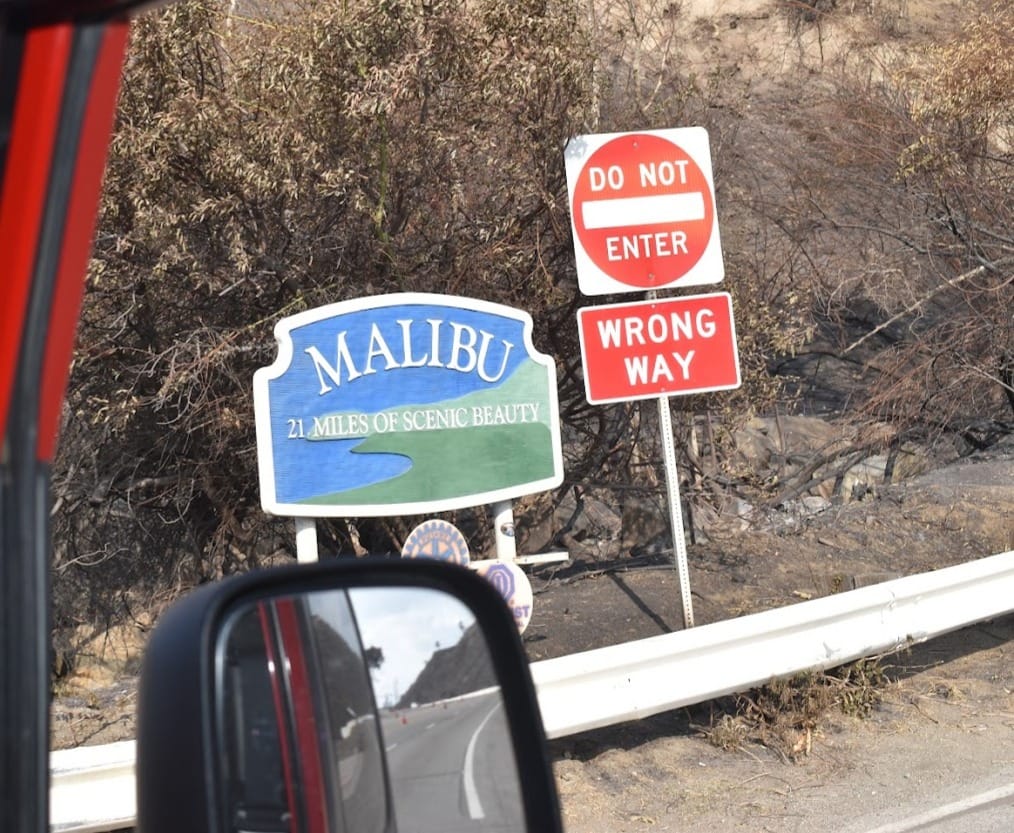 MALIBU
21 MILES OF SCENIC BEAUTY
DO NOT
ENTER
WRONG
WAY